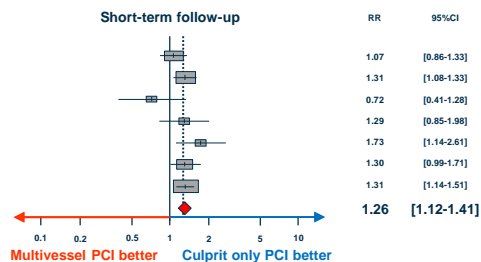 Short-term follow-up RR 95%CI
1.07 [0.86-1.33]
1.31 [1.08-1.33]
0.72 [0.41-1.28]
1.29 [0.85-1.98]
1.73 [1.14-2.61]
1.30 [0.99-1.71]
1.31 [1.14-1.51]
1.26 [1.12-1.41]
0.1 0.2 0.5 1 2 5 10
Multivessel PCI better Culprit only PCI better